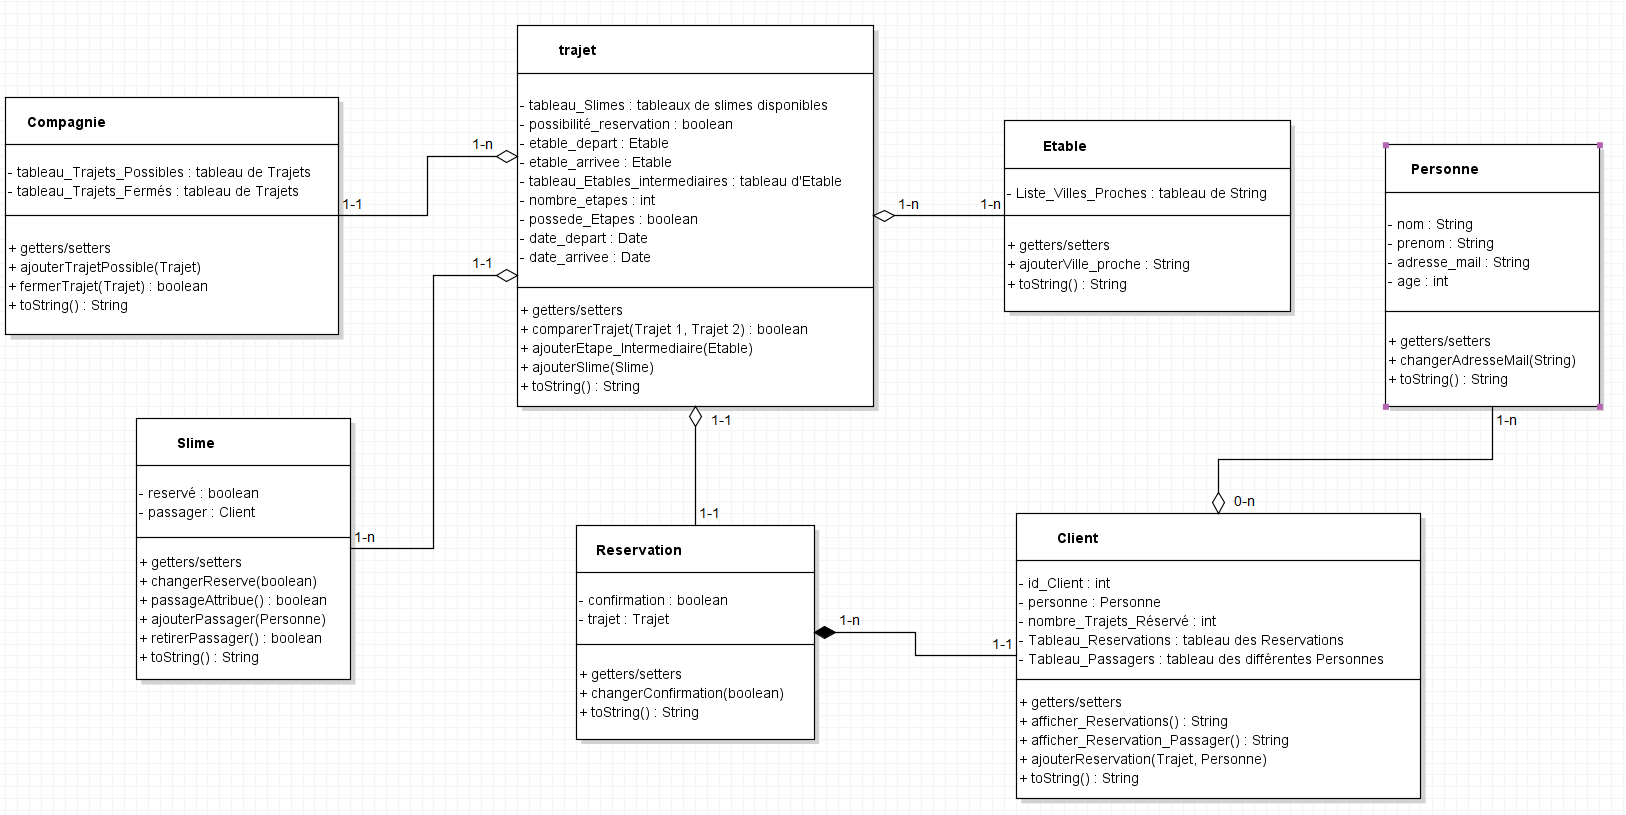 trajet
- tableau_Slimes : tableaux de slimes disponibles
- possibilité_reservation : boolean
- etable_depart : Etable
- etable_arrivee : Etable
- tableau_Etables_intermediaires : tableau d'Etable
- nombre_etapes : int
- possede_Etapes : boolean
- date_depart : Date
- date_arrivee : Date
+ getters/setters
+ comparerTrajet(Trajet 1, Trajet 2) : boolean
+ ajouterEtape_Intermediaire(Etable)
+ ajouterSlime(Slime)
+ toString() : String
Compagnie
- tableau_Trajets_Possibles : tableau de Trajets
- tableau_Trajets_Fermés : tableau de Trajets
+ getters/setters
+ ajouterTrajetPossible(Trajet)
+ fermerTrajet(Trajet) : boolean
+ toString() : String
1-n
1-1
1-1
1-n
1-n
1-n
Etable
- Liste_Villes_Proches : tableau de String
+ getters/setters
+ ajouterVille_proche : String
+ toString() : String
Personne
- nom : String
- prenom : String
- adresse_mail : String
- age : int
+ getters/setters
+ changerAdresseMail(String)
+ toString() : String
1-n
0-n
Slime
- reservé : boolean
- passager : Client
+ getters/setters
+ changerReserve(boolean)
+ passageAttribue() : boolean
+ ajouterPassager(Personne)
+ retirerPassager() : boolean
+ toString() : String
1-1
1-1
Reservation
- confirmation : boolean
- trajet : Trajet
+ getters/setters
+ changerConfirmation(boolean)
+ toString() : String
1-n
1-1
Client
- id_Client : int
- personne : Personne
- nombre_Trajets_Réservé : int
- Tableau_Reservations : tableau des Reservations
- Tableau_Passagers : tableau des différentes Personnes
+ getters/setters
+ afficher_Reservations() : String
+ afficher_Reservation_Passager() : String
+ ajouterReservation(Trajet, Personne)
+ toString() : String